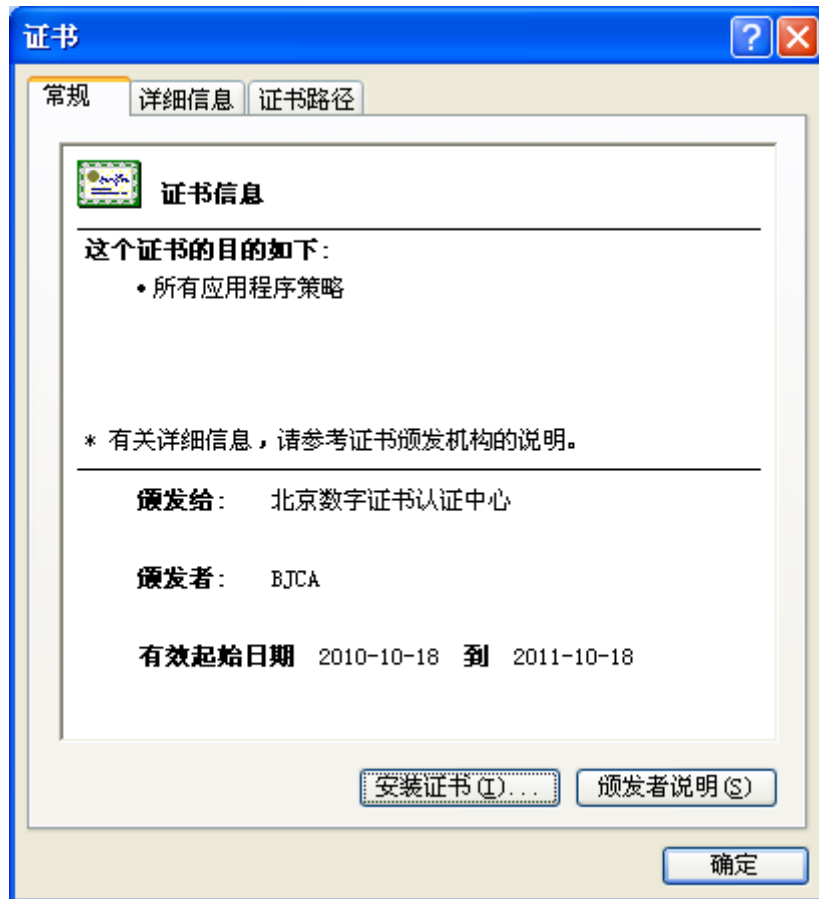 证书
常规 详细信息 证书路径
证书信息
这个证书的目的如下:
•所有应用程序策略
* 有关详细信息,请参考证书颁发机构的说明。
颁发给: 北京数字证书认证中心
颁发者: BJCA
有效起始日期 2010-10-18 到 2011-10-18
安装证书(I)... 颁发者说明(S)
确定